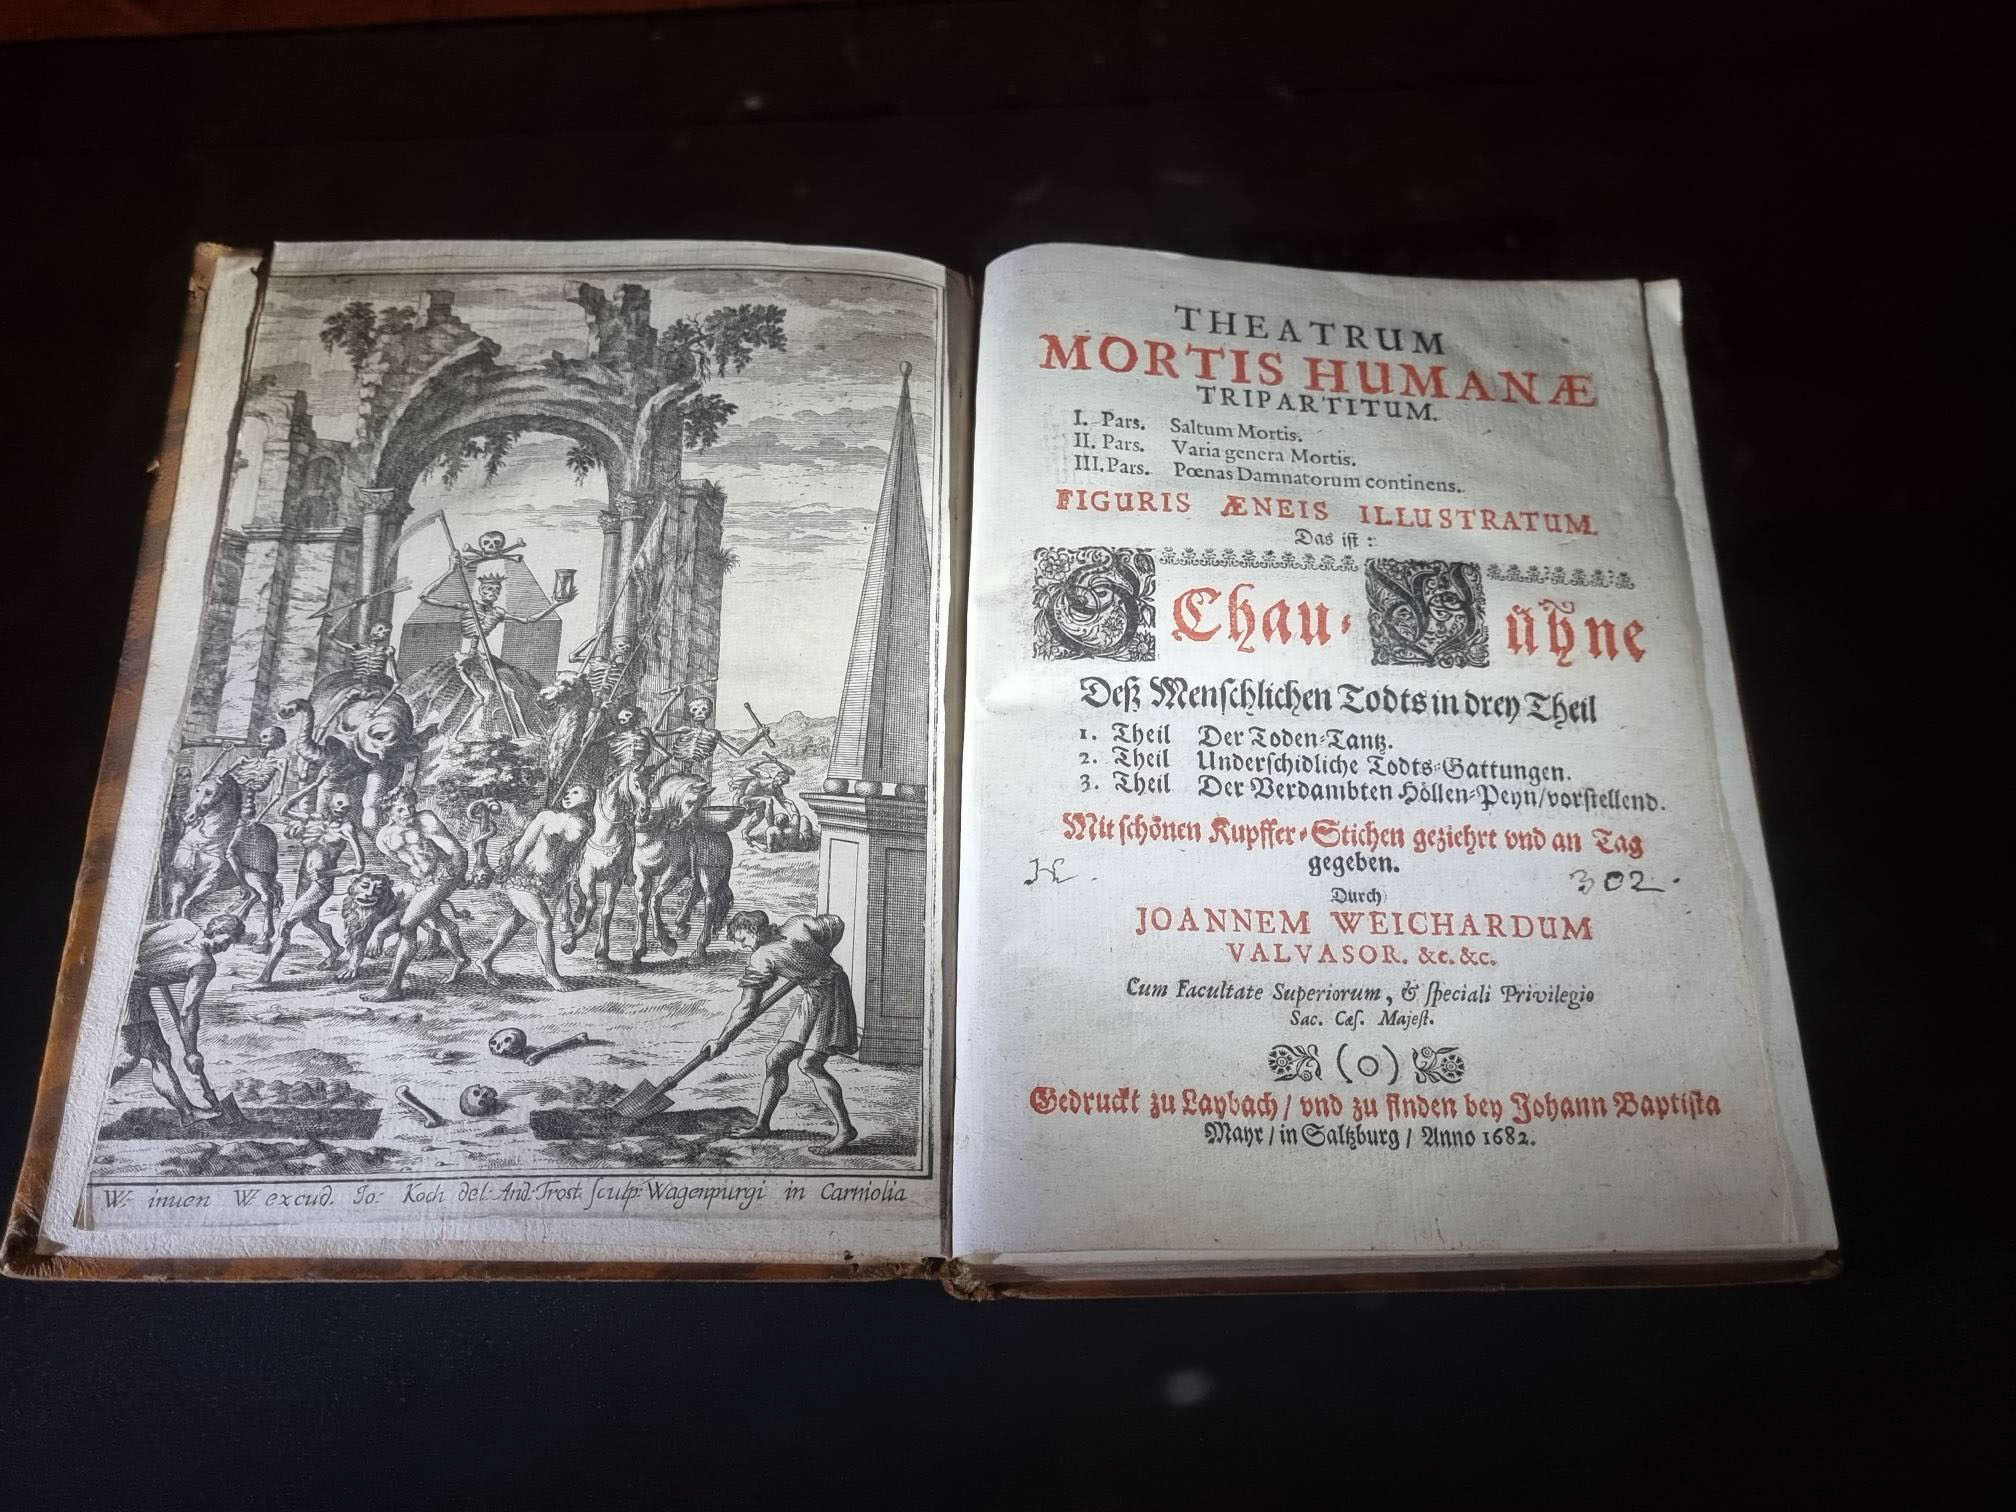 W. inuen W. excud. Io: Koch del: And: Trost sculp: Wagenpurgi in Carniolia
THEATRUM
MORTIS HUMANÆ
TRIPARTITUM.
I. Pars. Saltum Mortis.
II. Pars. Varia genera Mortis.
III. Pars. Pœnas Damnatorum continens.
FIGURIS ÆNEIS ILLUSTRATUM.
Das ist:
SChau-Bühne
Deß Menschlichen Todts in drey Theil
1. Theil Der Toden-Tantz.
2. Theil Underschidliche Todts-Gattungen.
3. Theil Der Verdambten Höllen-Peyn/vorstellend.
Mit schönen Kupffer-Stichen geziehrt vnd an Tag
gegeben.
302.
Durch
JOANNEM WEICHARDUM
VALVASOR. &c. &c.
Cum Facultate Superiorum, & speciali Privilegio
Sac. Cæs. Majest.
(O)
Gedruckt zu Laybach/ vnd zu finden bey Johann Baptista
Mayr/ in Saltzburg/ Anno 1682.